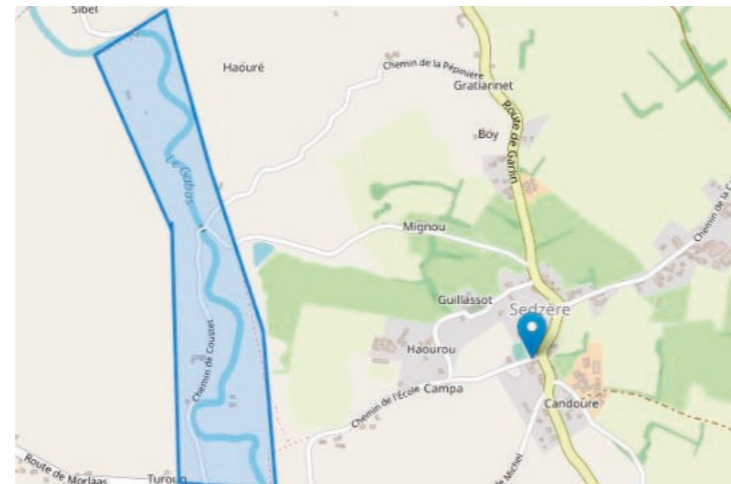 Sibel
Haouré
Chemin de la Pépinière
Gratiannet
Route de Garlin
Boy
Le Gabas
Mignou
Chemin de la C
Guillassot
Sedzère
Haourou
Chemin de Coustet
Campa
Chemin de l'École
Candoure
Route de Morlaas
Turoun
de Michel